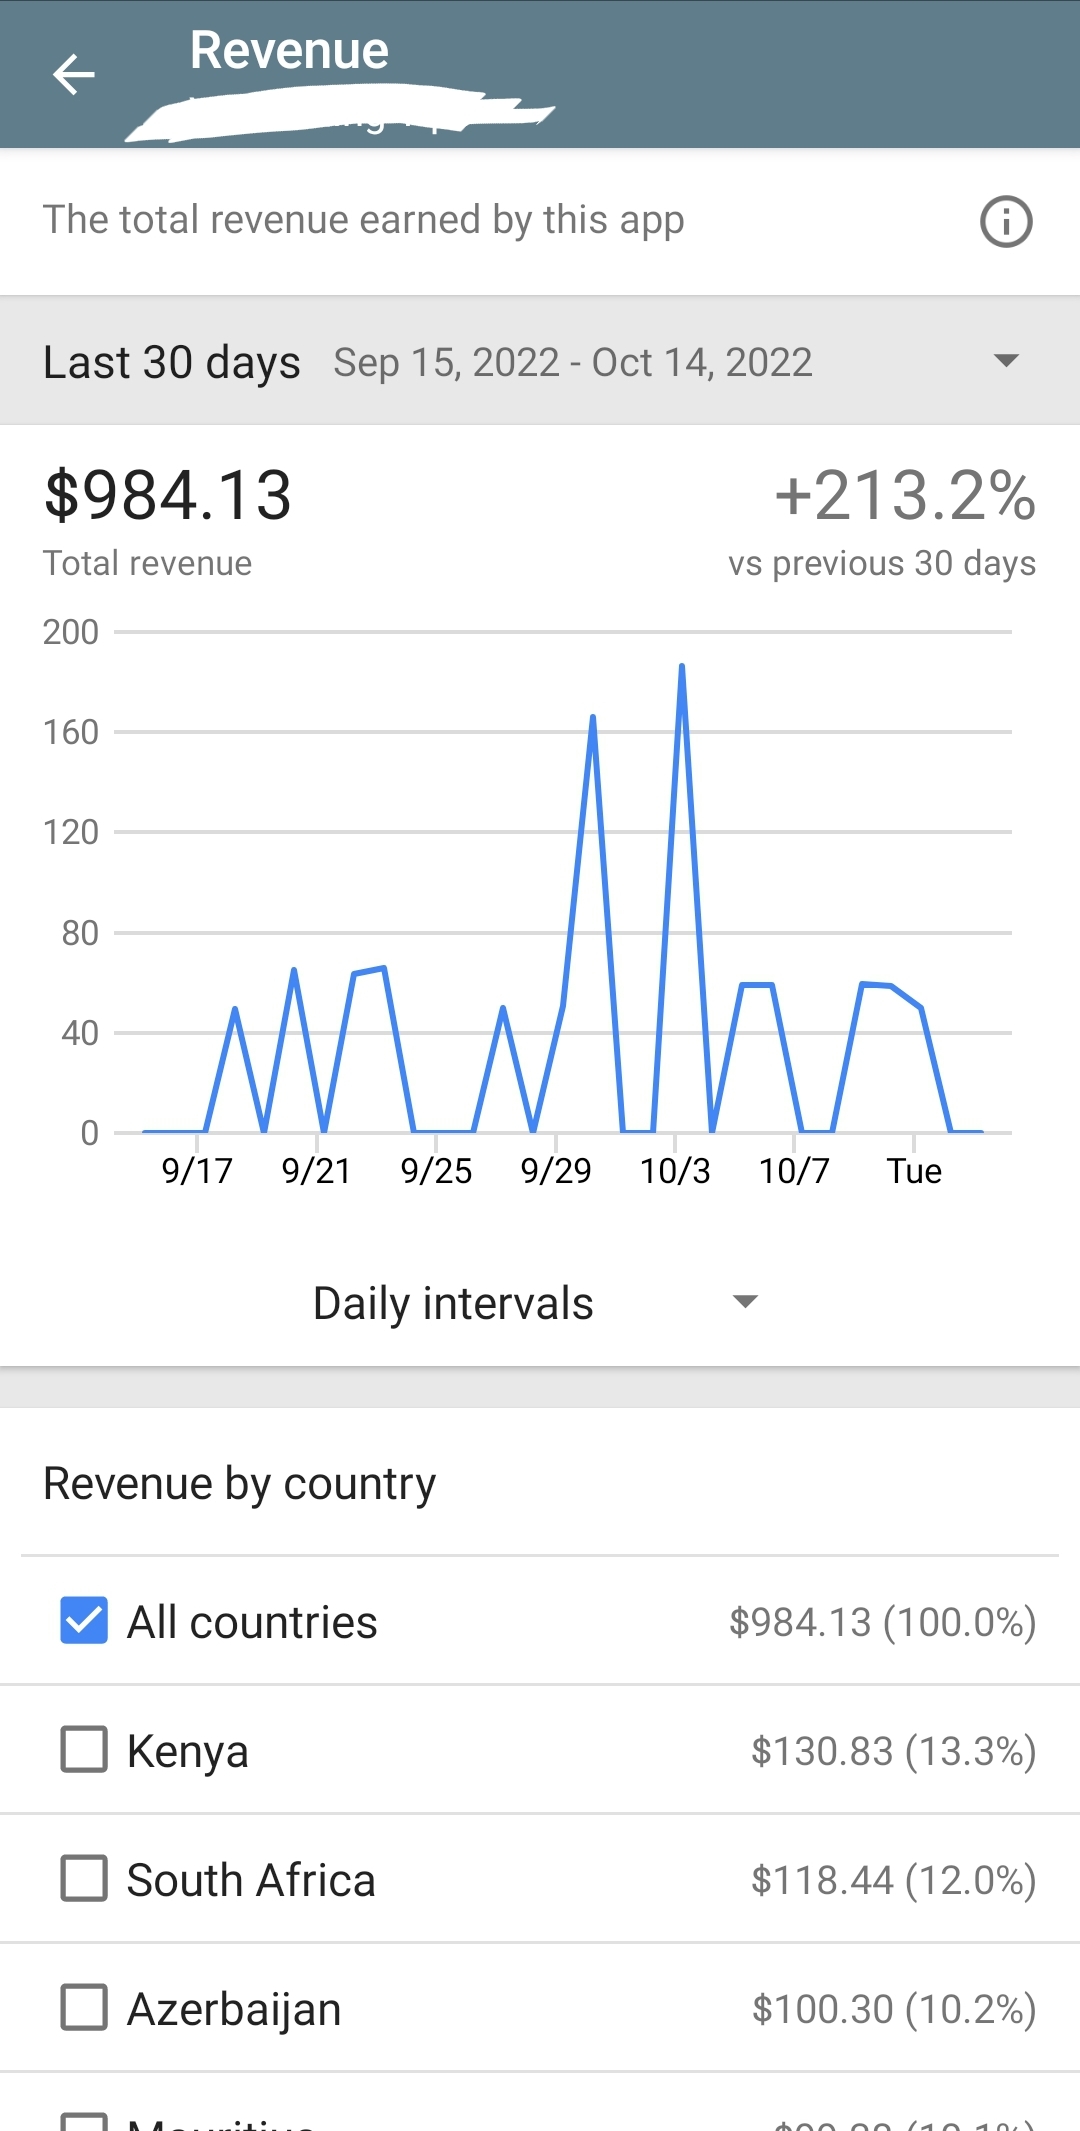 Revenue
The total revenue earned by this app
Last 30 days Sep 15, 2022 - Oct 14, 2022
$984.13 +213.2%
Total revenue vs previous 30 days
200
160
120
80
40
0
9/17 9/21 9/25 9/29 10/3 10/7 Tue
Daily intervals
Revenue by country
All countries $984.13 (100.0%)
Kenya $130.83 (13.3%)
South Africa $118.44 (12.0%)
Azerbaijan $100.30 (10.2%)
Mauritius